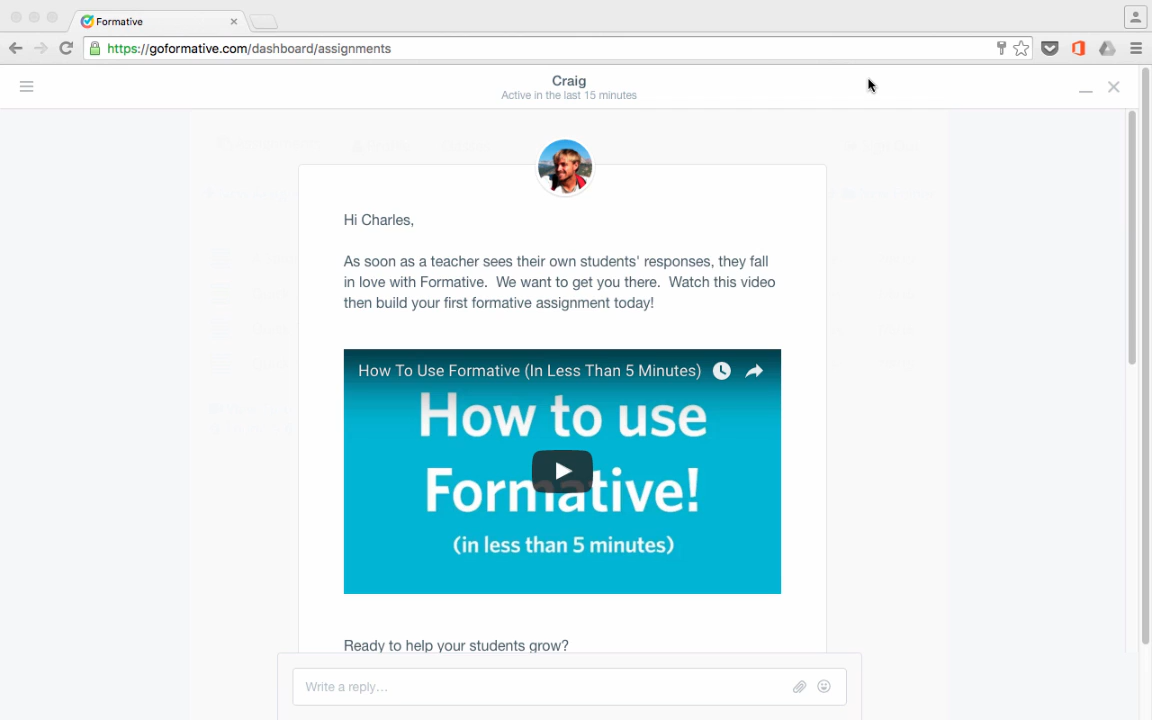 Formative
https://goformative.com/dashboard/assignments
Craig
Active in the last 15 minutes
Hi Charles,
As soon as a teacher sees their own students' responses, they fall
in love with Formative.  We want to get you there.  Watch this video
then build your first formative assignment today!
How To Use Formative (In Less Than 5 Minutes)
How to use
Formative!
(in less than 5 minutes)
Ready to help your students grow?
Write a reply…